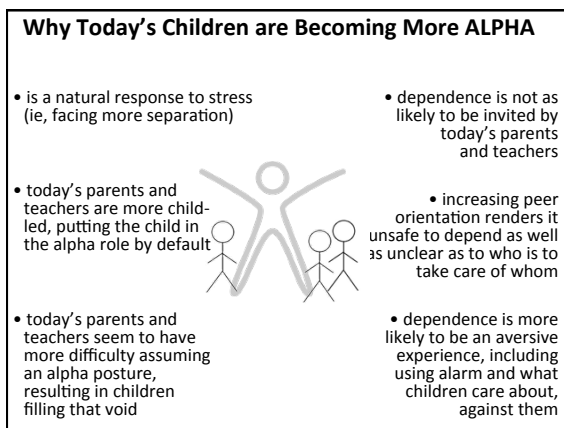 Why Today's Children are Becoming More ALPHA
• is a natural response to stress
(ie, facing more separation)
• today's parents and
teachers are more child-
led, putting the child in
the alpha role by default
• today's parents and
teachers seem to have
more difficulty assuming
an alpha posture,
resulting in children
filling that void
• dependence is not as
likely to be invited by
today's parents
and teachers
• increasing peer
orientation renders it
unsafe to depend as well
as unclear as to who is to
take care of whom
• dependence is more
likely to be an aversive
experience, including
using alarm and what
children care about,
against them